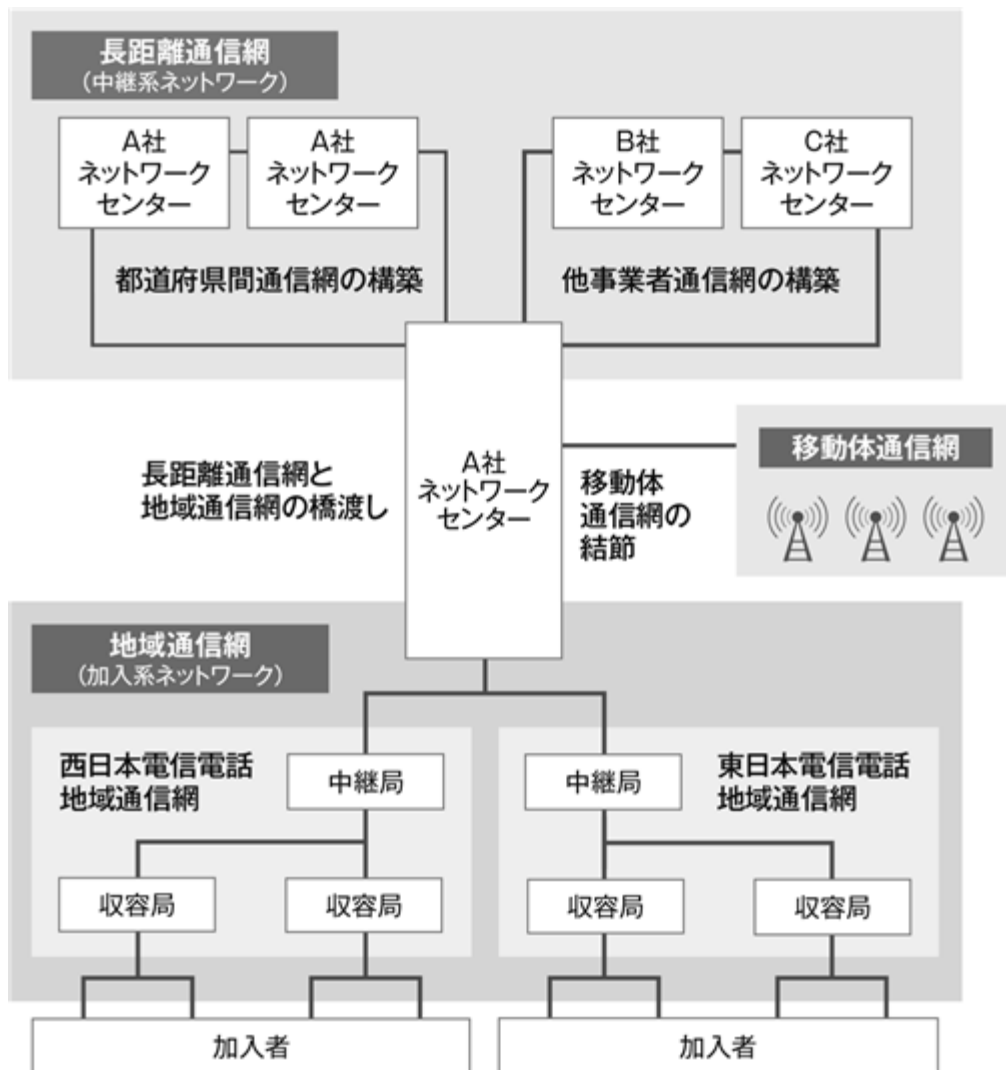 長距離通信網
（中継系ネットワーク）
A社
ネットワーク
センター
A社
ネットワーク
センター
B社
ネットワーク
センター
C社
ネットワーク
センター
都道府県間通信網の構築
他事業者通信網の構築
長距離通信網と
地域通信網の橋渡し
A社
ネットワーク
センター
移動体
通信網の
結節
移動体通信網
地域通信網
（加入系ネットワーク）
西日本電信電話
地域通信網
中継局
中継局
東日本電信電話
地域通信網
収容局
収容局
収容局
収容局
加入者
加入者